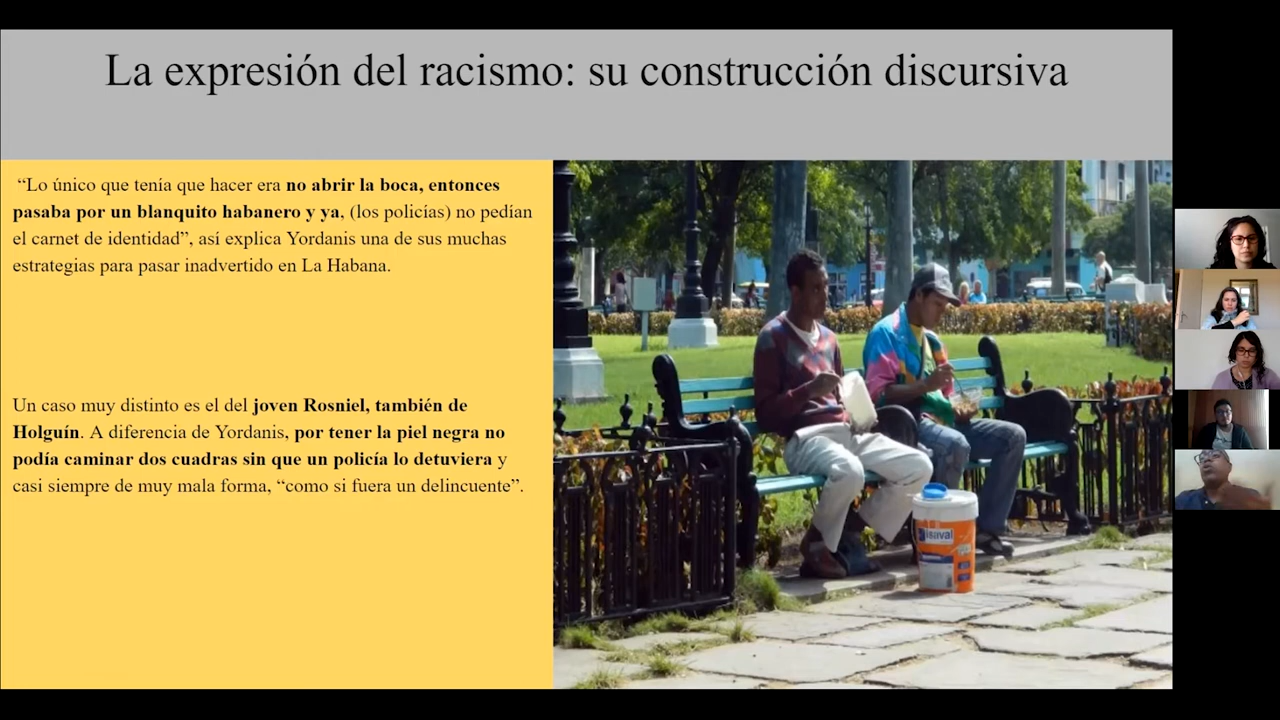 La expresión del racismo: su construcción discursiva
“Lo único que tenía que hacer era no abrir la boca, entonces
pasaba por un blanquito habanero y ya, (los policías) no pedían
el carnet de identidad”, así explica Yordanis una de sus muchas
estrategias para pasar inadvertido en La Habana.
Un caso muy distinto es el del joven Rosniel, también de
Holguín. A diferencia de Yordanis, por tener la piel negra no
podía caminar dos cuadras sin que un policía lo detuviera y
casi siempre de muy mala forma, “como si fuera un delincuente”.
isaval